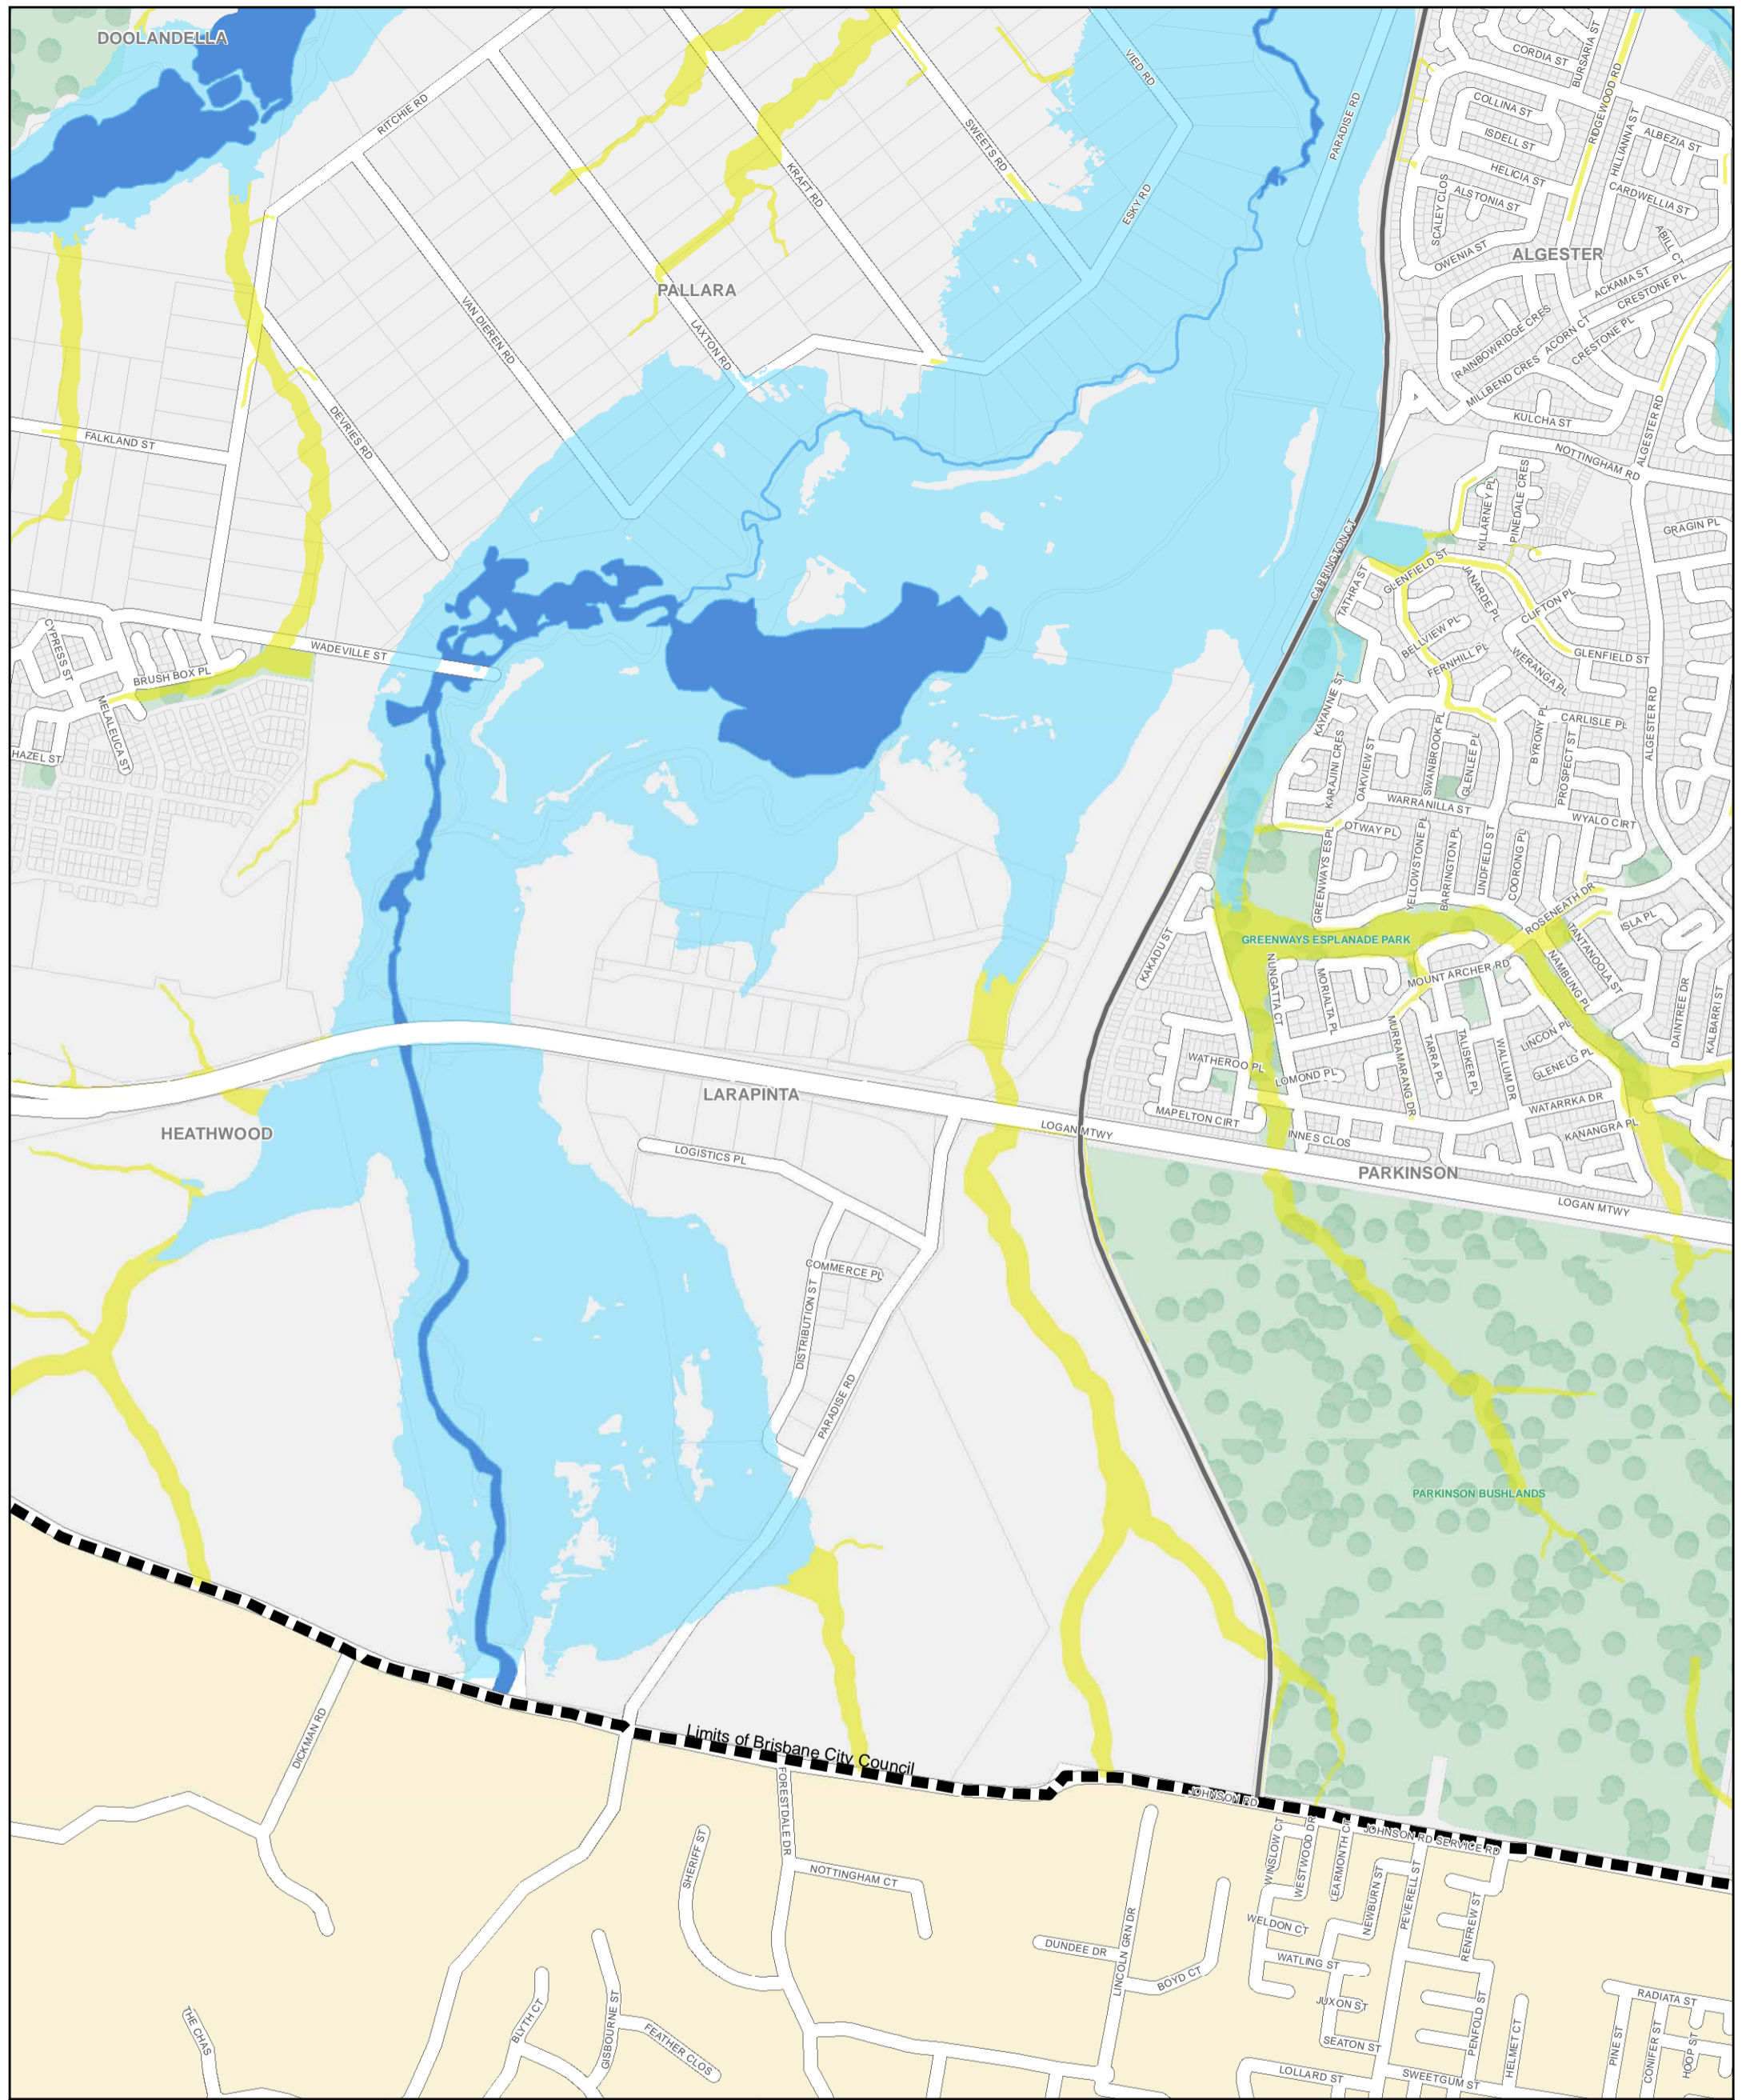 DOOLANDELLA
RITCHIE RD
VIED RD
PARADISE RD
CORDIA ST
BURSARIA ST
RIDGEWOOD RD
COLLINA ST
ISDELL ST
HILLIANNA ST
ALBEZIA ST
SWEETS RD
KRAFT RD
ESKY RD
HELICIA ST
ALSTONIA ST
CARDWELLIA ST
SCALEY CLOS
OWENIA ST
ABILL CT
ALGESTER
PALLARA
VAN DIEREN RD
LAXTON RD
ACKAMA ST
CRESTONE PL
RAINBOWRIDGE CRES
ACORN CT
CRESTONE PL
MILLBEND CRES
KULCHA ST
ALGESTER RD
NOTTINGHAM RD
FALKLAND ST
DEVRIES RD
KILLARNEY PL
PINEDALE CRES
GRAGIN PL
CARRINGTON CT
TATHRA ST
GLENFIELD ST
JANARDE PL
CLIFTON PL
BELLVIEW PL
FERNHILL PL
WERANGA PL
GLENFIELD ST
CYPRESS ST
WADEVILLE ST
BRUSH BOX PL
MELALEUCA ST
HAZEL ST
KAYANNE ST
KARAJINI CRES
OAKVIEW ST
SWANBROOK PL
GLENLEE PL
BYRONY PL
CARLISLE PL
PROSPECT ST
ALGESTER RD
WARRANILLA ST
WYALO CIRT
OTWAY PL
GREENWAYS ESPL
YELLOWSTONE PL
BARRINGTON PL
LINDFIELD ST
COORONG PL
ROSENEATH DR
ISLA PL
TANTANOOLA ST
GREENWAYS ESPLANADE PARK
KAKADU ST
NUNGATTA CT
MORIALTA PL
MOUNT ARCHER RD
NAMBUNG PL
DAINTREE DR
KALBARRI ST
WATHEROO PL
LOMOND PL
MURRAMARANG DR
TARRA PL
TALISKER PL
WALLUM DR
LINCON PL
GLENELG PL
WATARRKA DR
KANANGRA PL
MAPELTON CIRT
INNES CLOS
LARAPINTA
HEATHWOOD
LOGAN MTWY
LOGISTICS PL
PARKINSON
LOGAN MTWY
COMMERCE PL
DISTRIBUTION ST
PARADISE RD
PARKINSON BUSHLANDS
Limits of Brisbane City Council
DICKMAN RD
FORESTDALE DR
JOHNSON RD
JOHNSON RD SERVICE RD
SHERIFF ST
NOTTINGHAM CT
WINSLOW CT
WESTWOOD DR
LEARMONTH CT
NEWBURN ST
PEVERELL ST
RENFREW ST
WELDON CT
WATLING ST
DUNDEE DR
LINCOLN GRN DR
BOYD CT
JUXON ST
SEATON ST
PENFOLD ST
HELMET CT
RADIATA ST
PINE ST
CONIFER ST
HOOP ST
THE CHAS
BLYTH CT
GISBOURNE ST
FEATHER CLOS
LOLLARD ST
SWEETGUM ST